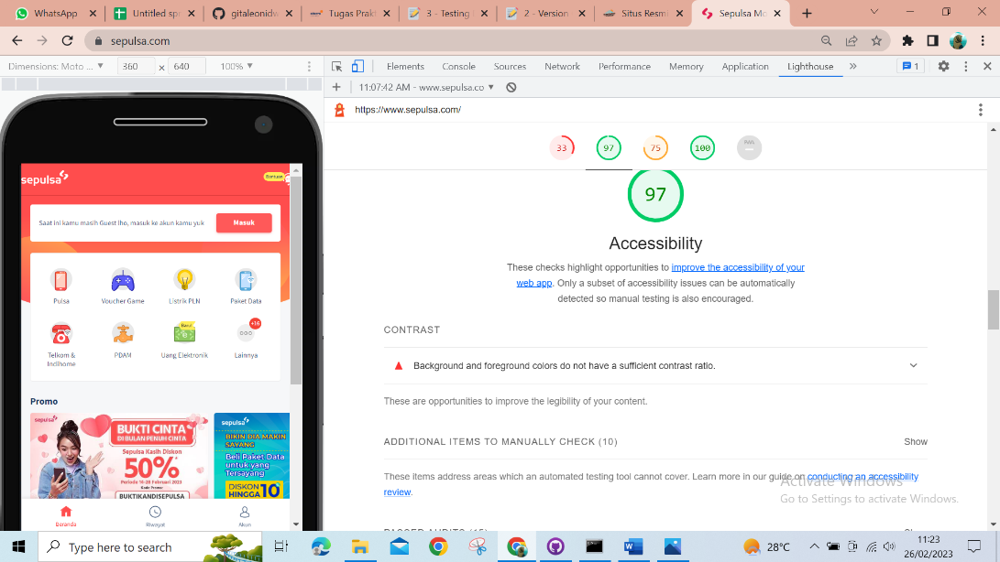 WhatsApp
Untitled sp
gitaleonidw
Tugas Prakt
3 - Testing
2 - Version
Situs Resmi
Sepulsa Mo
sepulsa.com
Dimensions: Moto ...
360
x
640
100%
Elements
Console
Sources
Network
Performance
Memory
Application
Lighthouse
1
11:07:42 AM - www.sepulsa.co
https://www.sepulsa.com/
33
97
75
100
PWA
97
Accessibility
These checks highlight opportunities to improve the accessibility of your
web app. Only a subset of accessibility issues can be automatically
detected so manual testing is also encouraged.
CONTRAST
Background and foreground colors do not have a sufficient contrast ratio.
These are opportunities to improve the legibility of your content.
ADDITIONAL ITEMS TO MANUALLY CHECK (10)
Show
These items address areas which an automated testing tool cannot cover. Learn more in our guide on conducting an accessibility
review.
Activate Windows
Go to Settings to activate Windows.
sepulsa
Bantuan
Saat ini kamu masih Guest lho, masuk ke akun kamu yuk
Masuk
Pulsa
Voucher Game
Listrik PLN
Paket Data
Baru!
+16
Telkom &
Indihome
PDAM
Uang Elektronik
Lainnya
Promo
sepulsa
BUKTI CINTA
DI BULAN PENUH CINTA
Sepulsa Kasih Diskon
50%
Periode 10-28 Februari 2023
Kode Promo:
BUKTIKANDISEPULSA
sepulsa
BIKIN DIA MAKIN
SAYANG
Beli Paket Data
untuk yang
Tersayang
DISKON
HINGGA 10
Beranda
Riwayat
Akun
Type here to search
28°C
11:23
26/02/2023